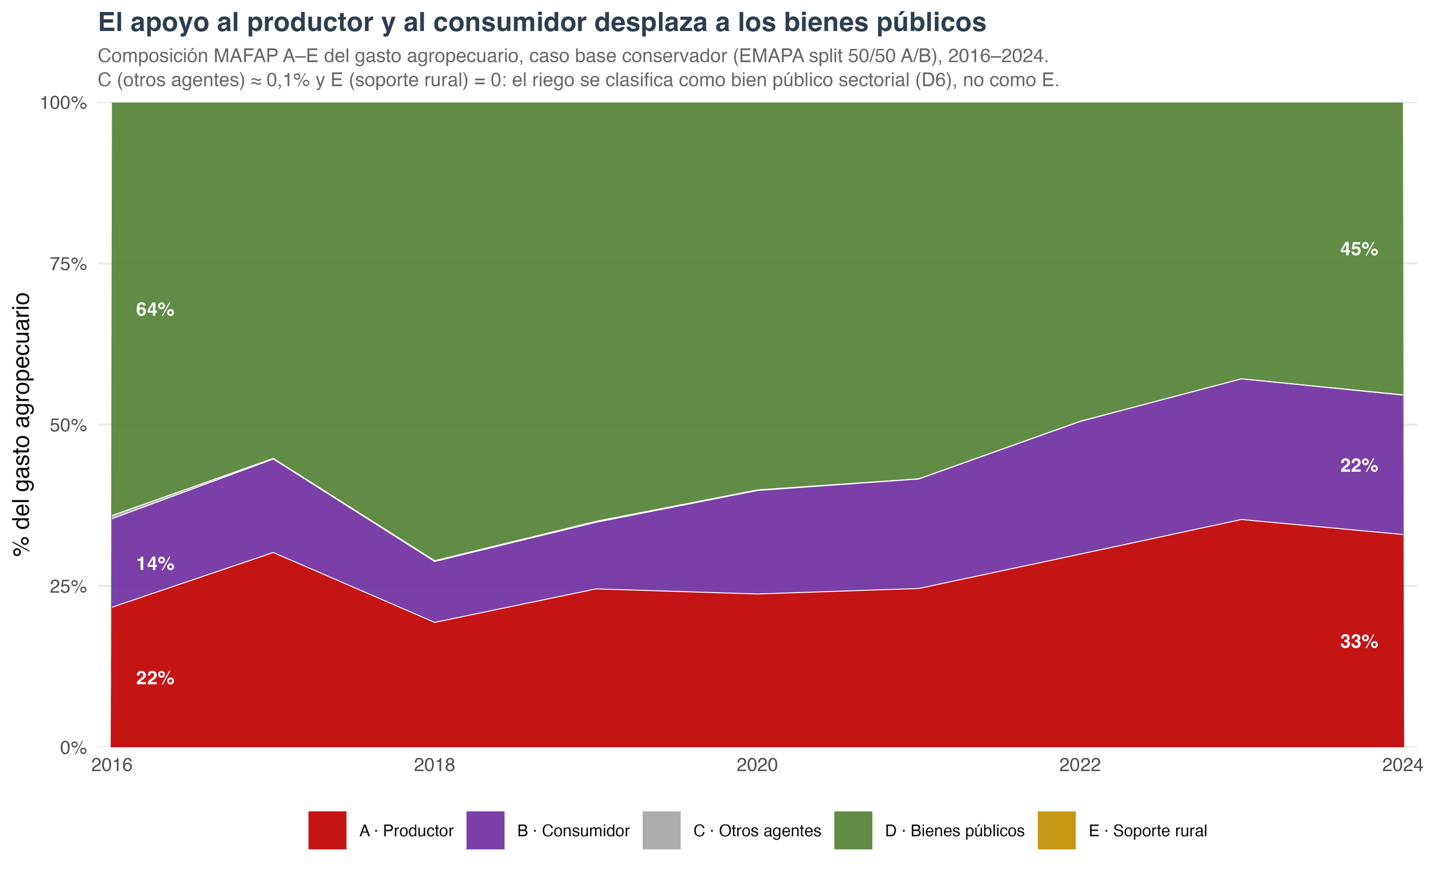 El apoyo al productor y al consumidor desplaza a los bienes públicos
Composición MAFAP A–E del gasto agropecuario, caso base conservador (EMAPA split 50/50 A/B), 2016–2024.
C (otros agentes) ≈ 0,1% y E (soporte rural) = 0: el riego se clasifica como bien público sectorial (D6), no como E.
% del gasto agropecuario
100%
75%
50%
25%
0%
64%
14%
22%
45%
22%
33%
2016
2018
2020
2022
2024
A · Productor
B · Consumidor
C · Otros agentes
D · Bienes públicos
E · Soporte rural